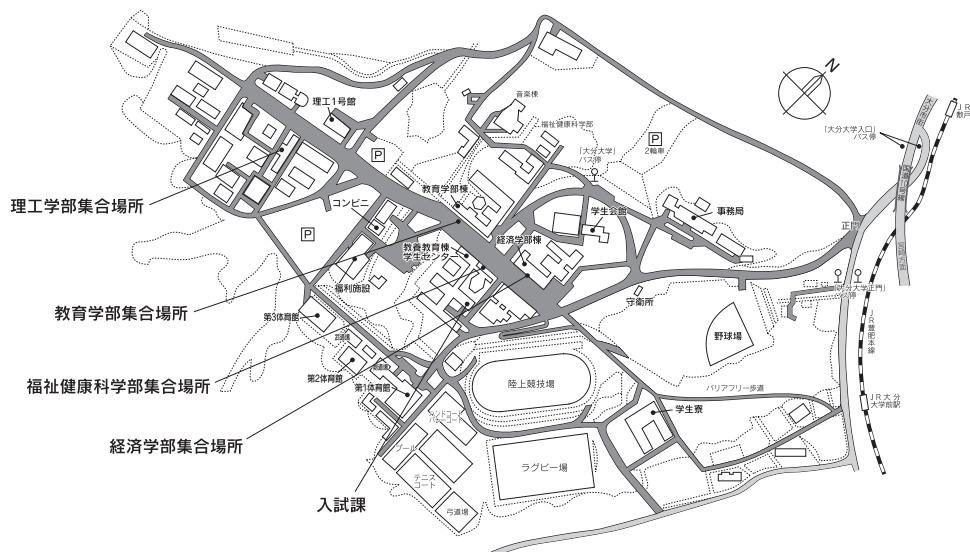 N
音楽棟
福祉健康科学部
「大分大学」
バス停
P
2輪車
「大分大学入口」
バス停
理工1号館
P
理工学部集合場所
コンビニ
教育学部棟
学生会館
事務局
正門
P
教養教育棟
学生センター
経済学部棟
福利施設
守衛所
「大分大学正門」
バス停
教育学部集合場所
第3体育館
野球場
JR豊肥本線
武道場
第2体育館
福祉健康科学部集合場所
第1体育館
陸上競技場
バリアフリー歩道
JR大分
大学前駅
学生寮
ハンドコート
バレーコート
経済学部集合場所
プール
ラグビー場
テニス
コート
入試課
弓道場